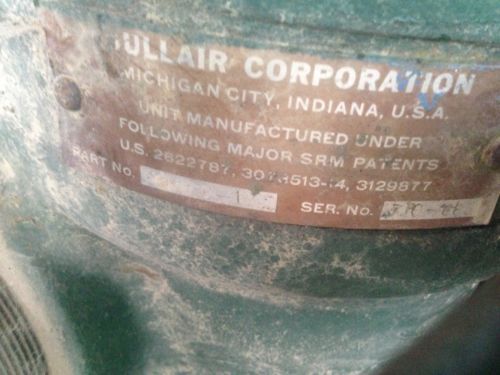 SULLAIR CORPORATION
MICHIGAN CITY, INDIANA, U.S.A.
UNIT MANUFACTURED UNDER
FOLLOWING MAJOR SRM PATENTS
U.S. 2622787, 3073513-14, 3129877
PART No.
SER. No.